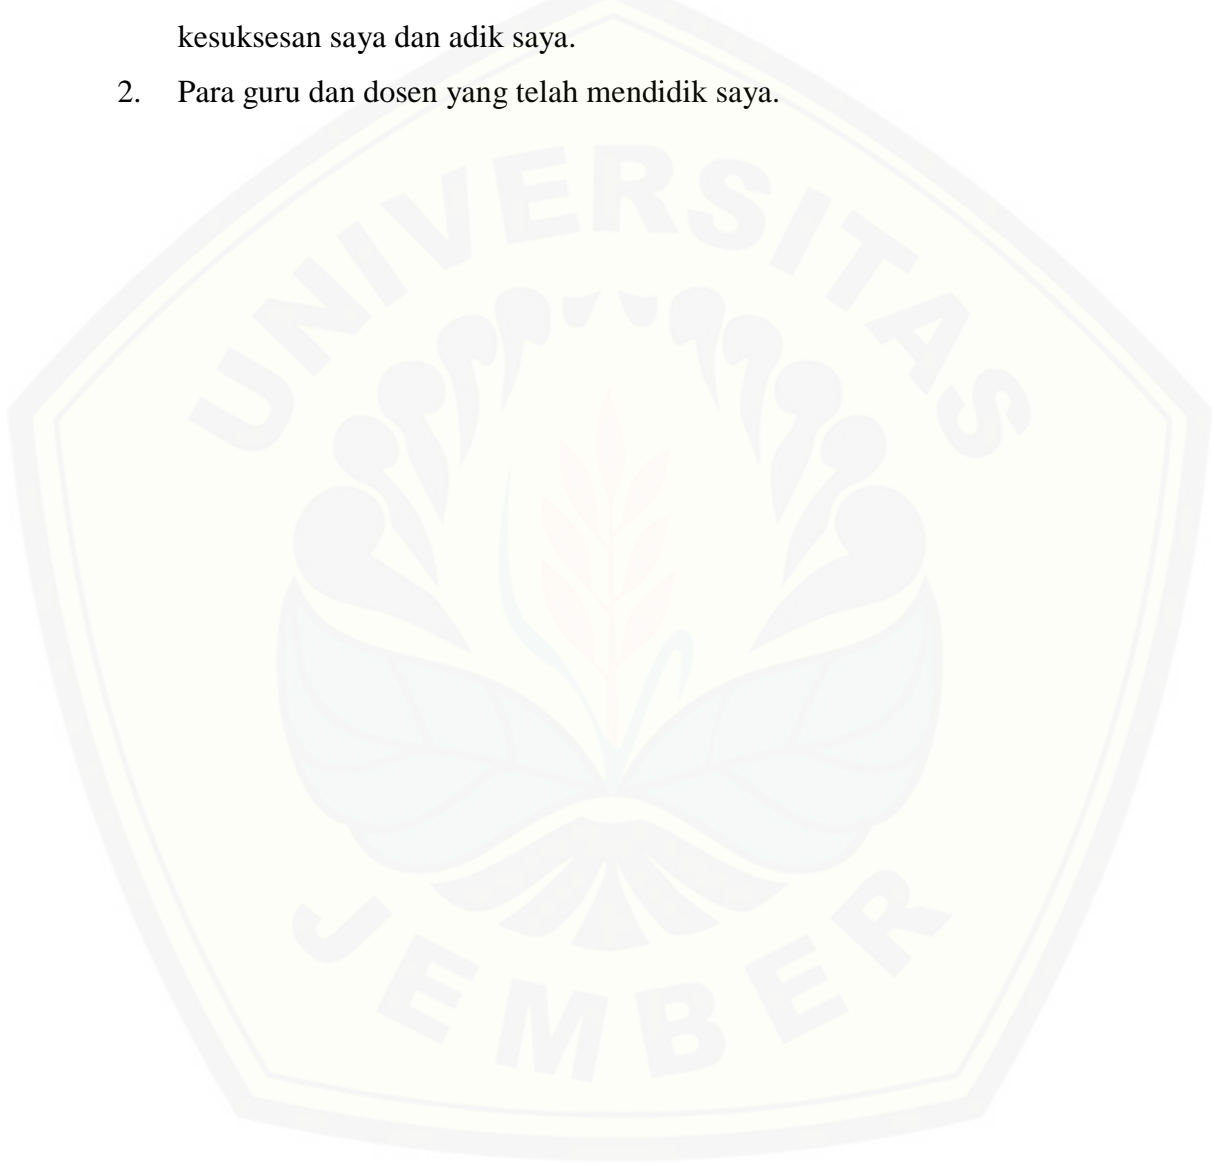 kesuksesan saya dan adik saya.
2. Para guru dan dosen yang telah mendidik saya.
UNIVERSITAS
JEMBER